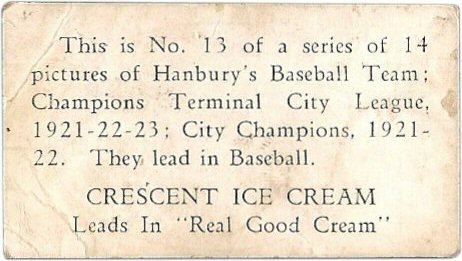 This is No. 13 of a series of 14
pictures of Hanbury's Baseball Team;
Champions Terminal City League,
1921-22-23; City Champions, 1921-
22. They lead in Baseball.
CRESCENT ICE CREAM
Leads In "Real Good Cream"